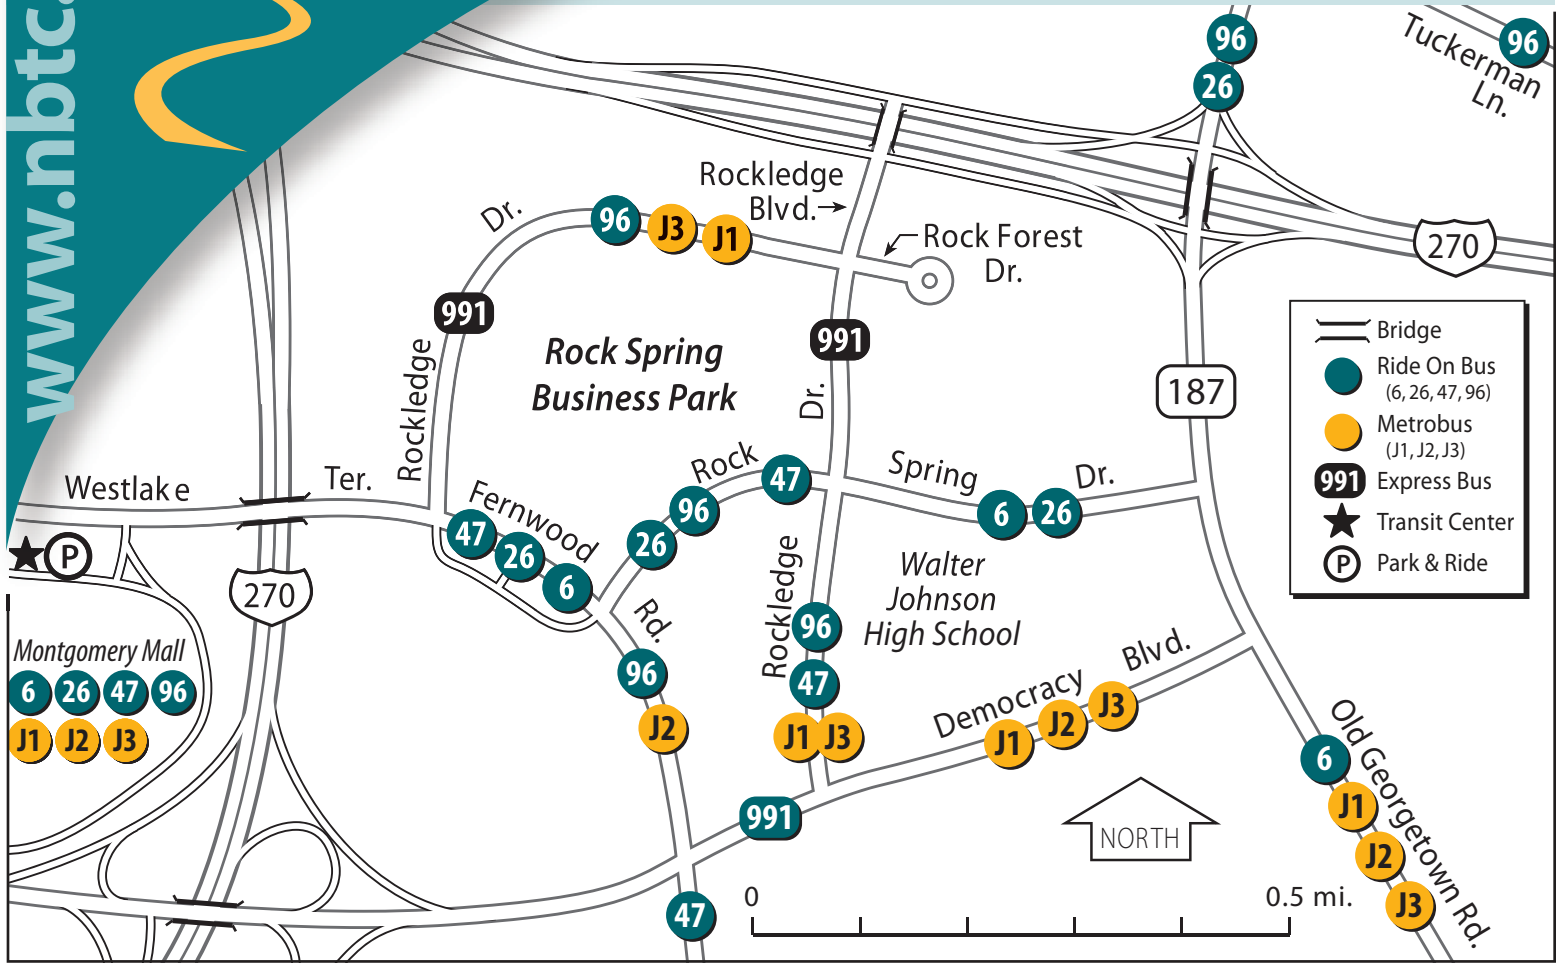 www.nbtc.
96
26
96
Tuckerman
Ln.
Rockledge
Blvd.
Rock Forest
Dr.
270
Dr.
96
J3
J1
991
Rockledge
Rock Spring
Business Park
991
Dr.
187
Bridge
Ride On Bus
(6, 26, 47, 96)
Metrobus
(J1, J2, J3)
991 Express Bus
Transit Center
P Park & Ride
Westlake
Ter.
Fernwood
Rd.
47
26
6
Rock
Spring
Dr.
26
96
47
6
26
P
270
Montgomery Mall
6 26 47 96
J1 J2 J3
96
J2
Rockledge
96
47
J1 J3
Walter
Johnson
High School
Democracy
Blvd.
J1
J2
J3
991
47
Old Georgetown Rd.
6
J1
J2
J3
NORTH
0
0.5 mi.